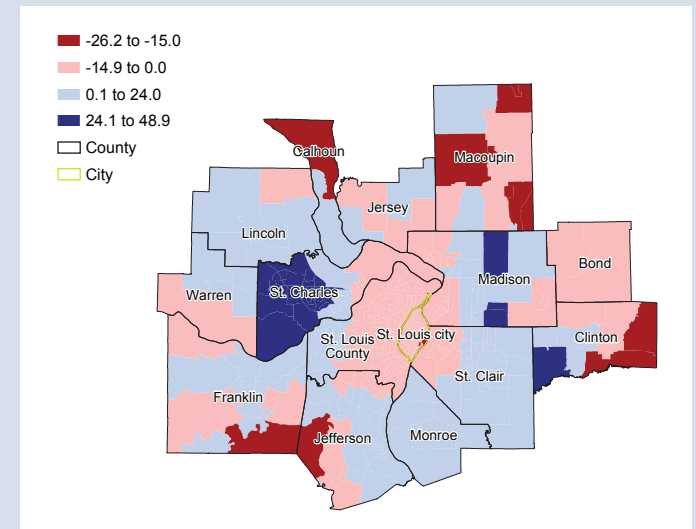 -26.2 to -15.0
-14.9 to 0.0
0.1 to 24.0
24.1 to 48.9
County
City
Calhoun
Macoupin
Jersey
Lincoln
Bond
Madison
St. Charles
Warren
Clinton
St. Louis
County
St. Louis city
St. Clair
Franklin
Jefferson
Monroe